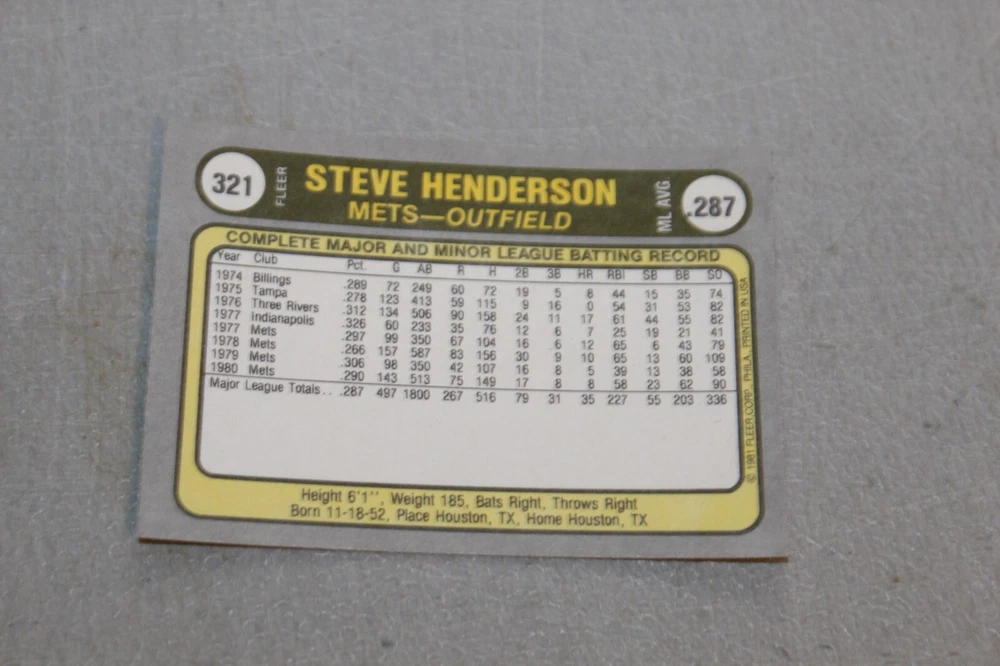 321 FLEER STEVE HENDERSON ML AVG .287
METS—OUTFIELD
COMPLETE MAJOR AND MINOR LEAGUE BATTING RECORD
Year Club Pct. G AB R H 2B 3B HR RBI SB BB SO
1974 Billings .289 72 249 60 72 19 5 8 44 15 35 74
1975 Tampa .278 123 413 59 115 9 16 0 54 31 53 82
1976 Three Rivers .312 134 506 90 158 24 11 17 61 44 55 82
1977 Indianapolis .326 60 233 35 76 12 6 7 25 19 21 41
1977 Mets .297 99 350 67 104 16 6 12 65 6 43 79
1978 Mets .266 157 587 83 156 30 9 10 65 13 60 109
1979 Mets .306 98 350 42 107 16 8 5 39 13 38 58
1980 Mets .290 143 513 75 149 17 8 8 58 23 62 90
Major League Totals... .287 497 1800 267 516 79 31 35 227 55 203 336
Height 6'1'', Weight 185, Bats Right, Throws Right
Born 11-18-52, Place Houston, TX, Home Houston, TX
© 1981 FLEER CORP., PHILA., PRINTED IN USA